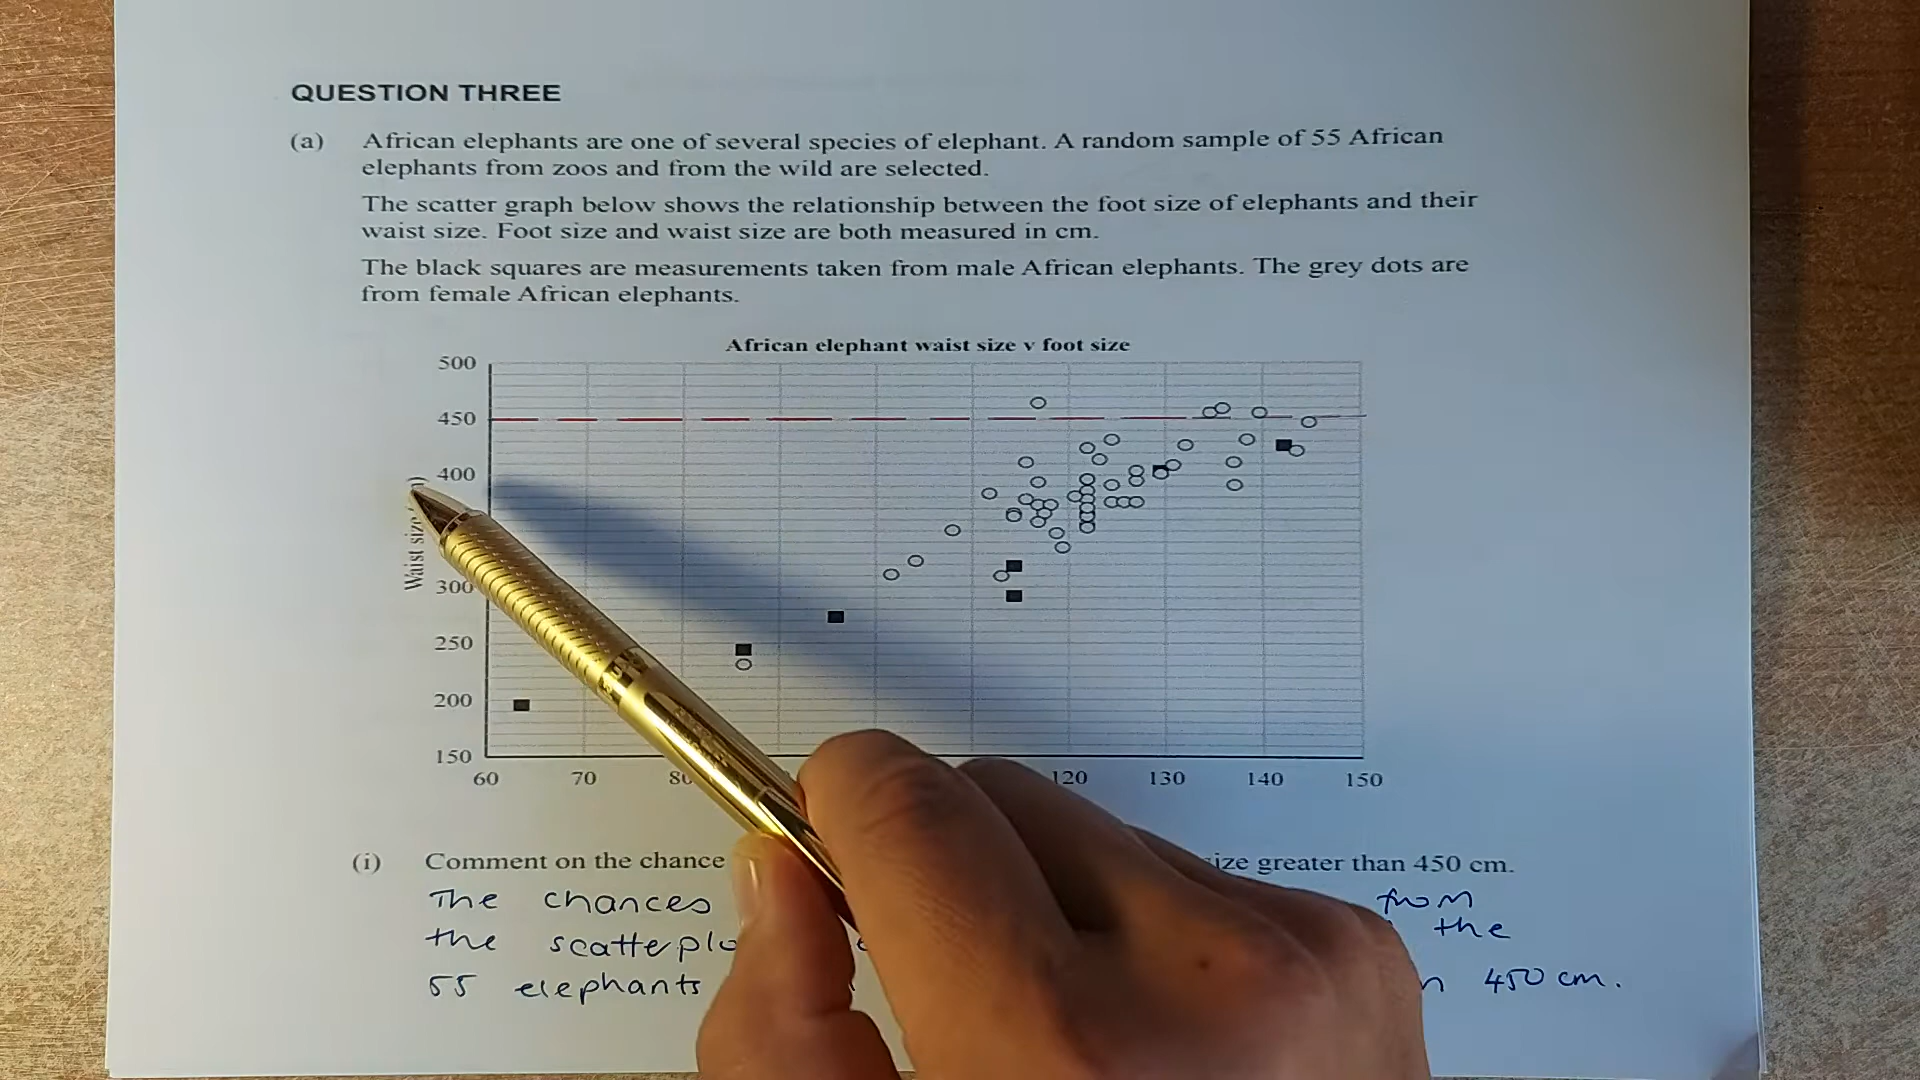 QUESTION THREE
(a) African elephants are one of several species of elephant. A random sample of 55 African
elephants from zoos and from the wild are selected.
The scatter graph below shows the relationship between the foot size of elephants and their
waist size. Foot size and waist size are both measured in cm.
The black squares are measurements taken from male African elephants. The grey dots are
from female African elephants.
African elephant waist size v foot size
500
450
400
300
250
200
150
Waist size
60 70 120 130 140 150
(i) Comment on the chance greater than 450 cm.
The chances from
the the
55 elephants 450 cm.